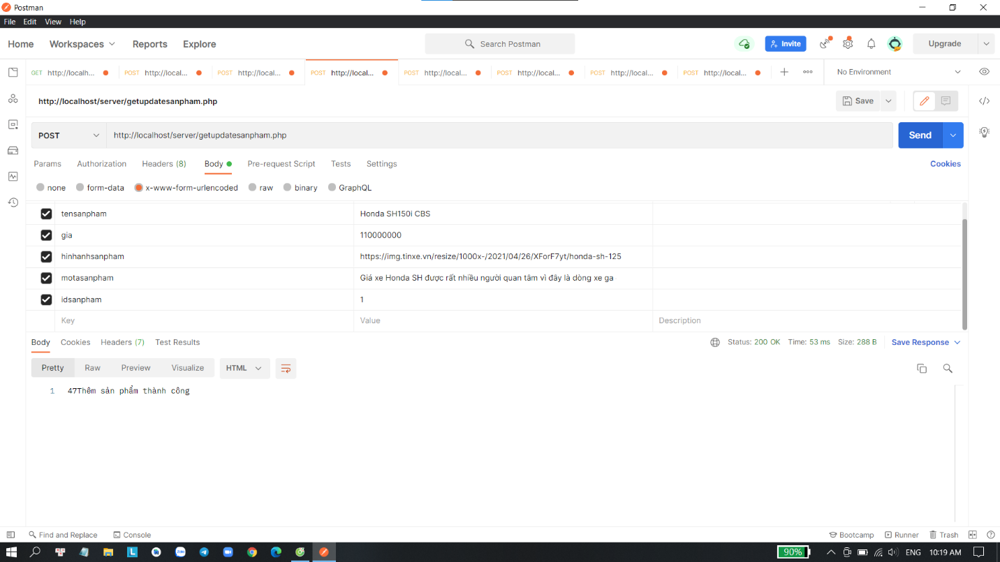 Postman
File Edit View Help
Home Workspaces Reports Explore Search Postman Invite Upgrade
GET http://localh... POST http://local... POST http://local... POST http://local... POST http://local... POST http://local... POST http://local... POST http://local... No Environment
http://localhost/server/getupdatesanpham.php Save
POST http://localhost/server/getupdatesanpham.php Send
Params Authorization Headers (8) Body Pre-request Script Tests Settings Cookies
none form-data x-www-form-urlencoded raw binary GraphQL
tensanpham Honda SH150i CBS
gia 110000000
hinhanhsanpham https://img.tinxe.vn/resize/1000x-/2021/04/26/XForF7yt/honda-sh-125
motasanpham Giá xe Honda SH được rất nhiều người quan tâm vì đây là dòng xe ga
idsanpham 1
Key Value Description
Body Cookies Headers (7) Test Results Status: 200 OK Time: 53 ms Size: 288 B Save Response
Pretty Raw Preview Visualize HTML
1 47Thêm sản phẩm thành công
Find and Replace Console Bootcamp Runner Trash
L Zalo 90% ENG 10:19 AM